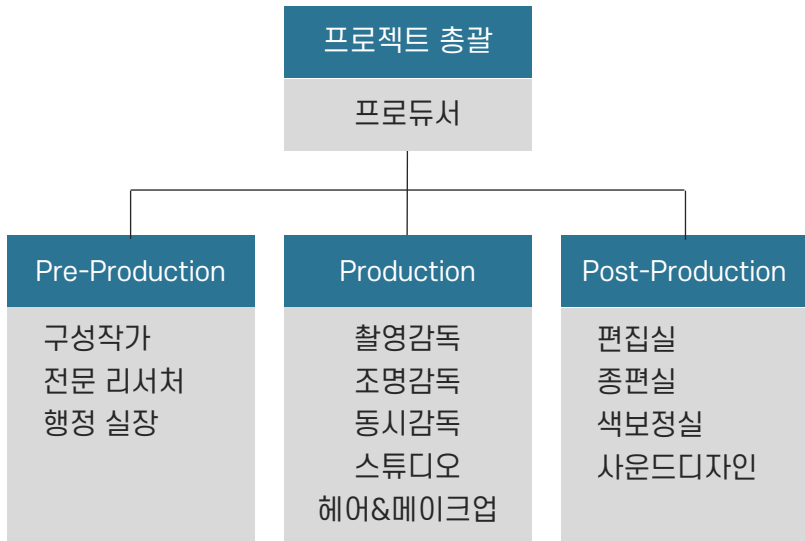 프로젝트 총괄
프로듀서
Pre-Production
구성작가
전문 리서처
행정 실장
Production
촬영감독
조명감독
동시감독
스튜디오
헤어&메이크업
Post-Production
편집실
종편실
색보정실
사운드디자인